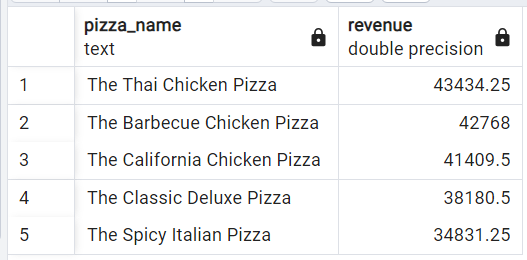 pizza_name revenue
text double precision
1 The Thai Chicken Pizza 43434.25
2 The Barbecue Chicken Pizza 42768
3 The California Chicken Pizza 41409.5
4 The Classic Deluxe Pizza 38180.5
5 The Spicy Italian Pizza 34831.25